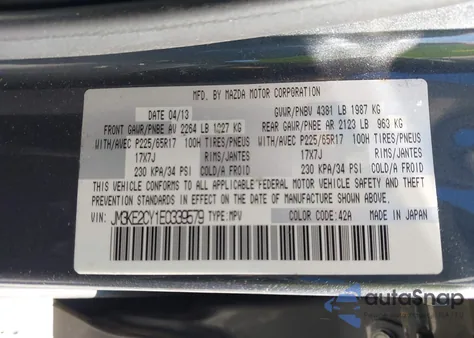 MFD. BY MAZDA MOTOR CORPORATION
DATE 04/13 GVWR/PNBV 4381 LB 1987 KG
FRONT GAWR/PNBE AV 2264 LB 1027 KG REAR GAWR/PNBE AR 2123 LB 963 KG
WITH/AVEC P225/65R17 100H TIRES/PNEUS WITH/AVEC P225/65R17 100H TIRES/PNEUS
17X7J RIMS/JANTES 17X7J RIMS/JANTES
230 KPA/34 PSI COLD/A FROID 230 KPA/34 PSI COLD/A FROID
THIS VEHICLE CONFORMS TO ALL APPLICABLE FEDERAL MOTOR VEHICLE SAFETY AND THEFT
PREVENTION STANDARDS IN EFFECT ON THE DATE OF MANUFACTURE SHOWN ABOVE.
VIN: JM3KE2CY1E0339579 TYPE:MPV COLOR CODE:42A MADE IN JAPAN
autoSnap